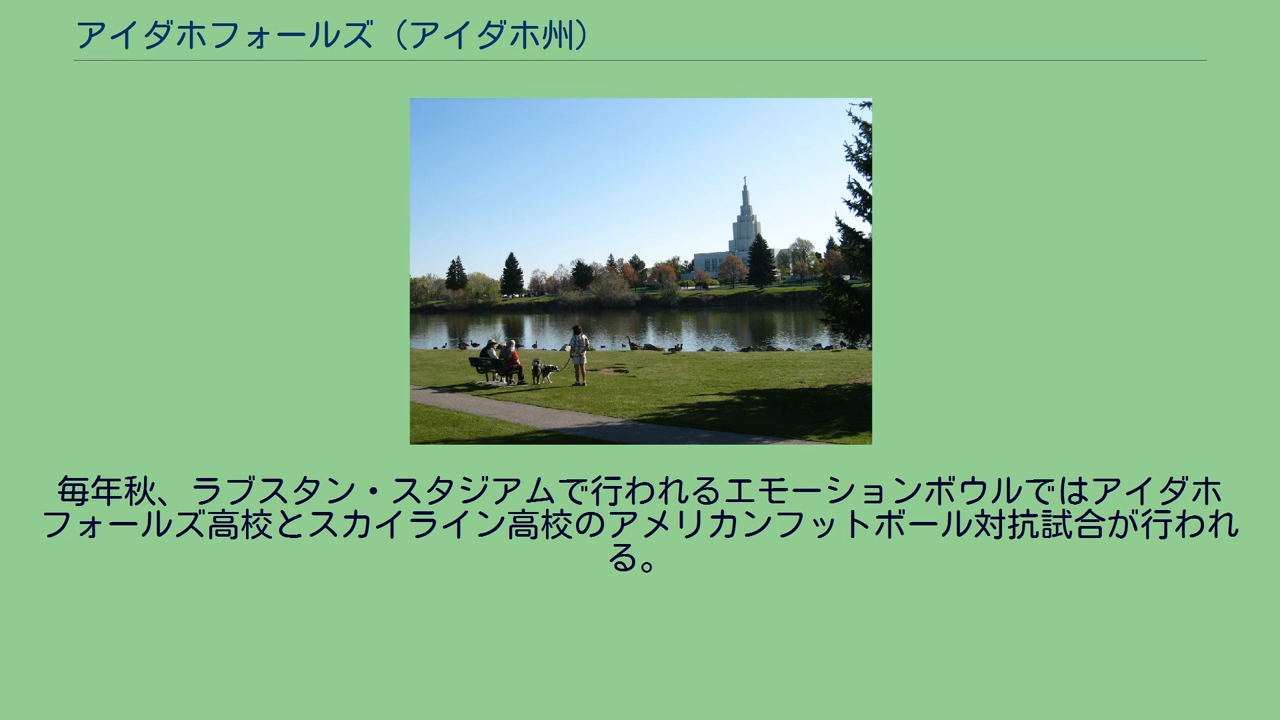 アイダホフォールズ（アイダホ州）
毎年秋、ラブスタン・スタジアムで行われるエモーションボウルではアイダホ
フォールズ高校とスカイライン高校のアメリカンフットボール対抗試合が行われ
る。